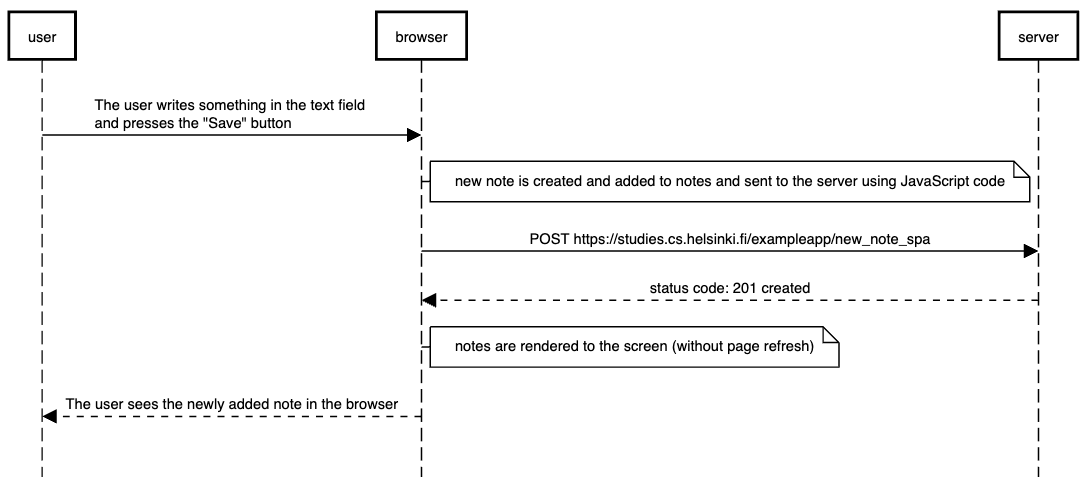 user
browser
server
The user writes something in the text field
and presses the "Save" button
new note is created and added to notes and sent to the server using JavaScript code
POST https://studies.cs.helsinki.fi/exampleapp/new_note_spa
status code: 201 created
notes are rendered to the screen (without page refresh)
The user sees the newly added note in the browser